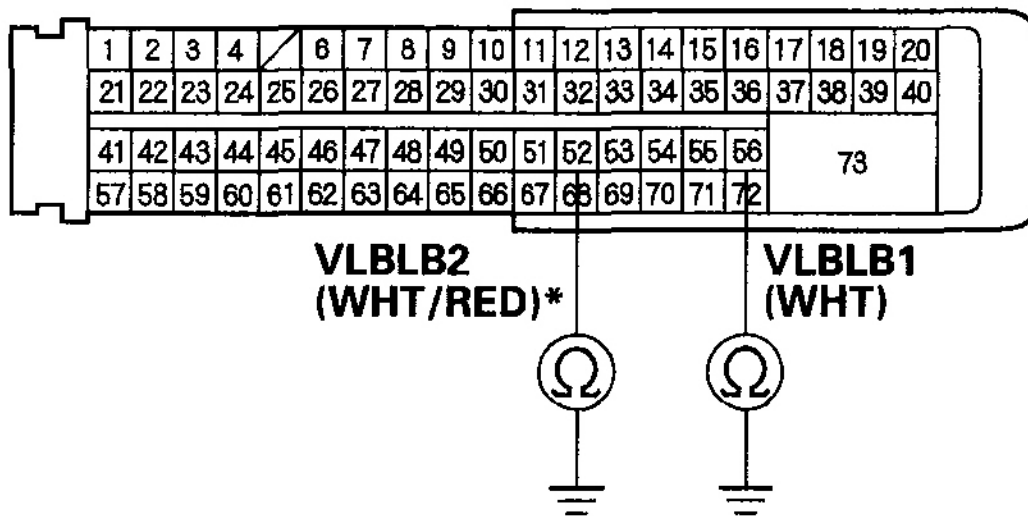 1 2 3 4 6 7 8 9 10 11 12 13 14 15 16 17 18 19 20
21 22 23 24 25 26 27 28 29 30 31 32 33 34 35 36 37 38 39 40
41 42 43 44 45 46 47 48 49 50 51 52 53 54 55 56 73
57 58 59 60 61 62 63 64 65 66 67 68 69 70 71 72
VLBLB2 VLBLB1
(WHT/RED)* (WHT)
Ω Ω